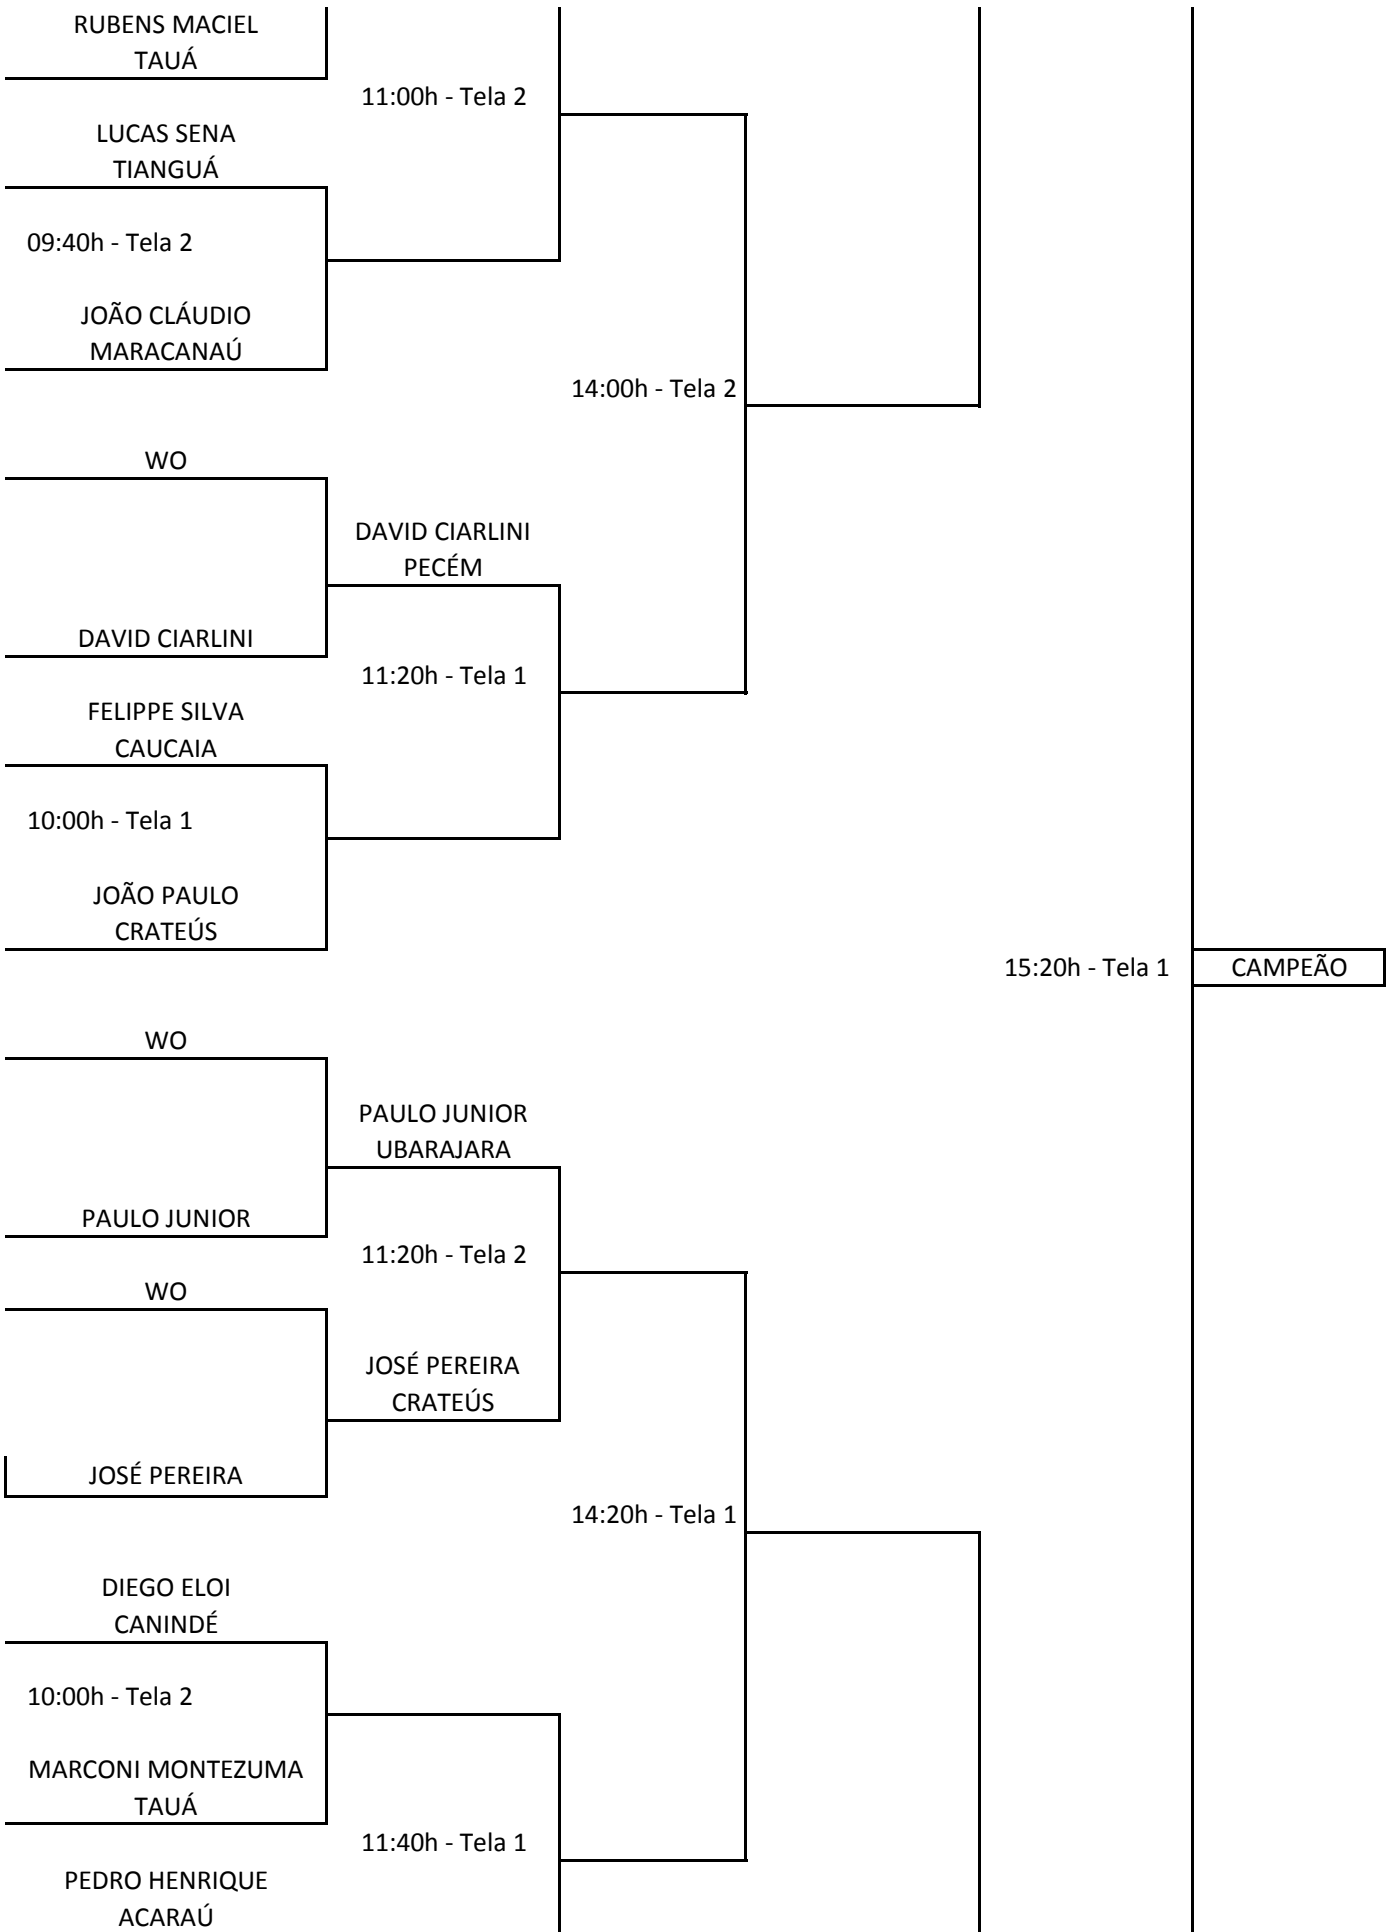 RUBENS MACIEL
TAUÁ
11:00h - Tela 2
LUCAS SENA
TIANGUÁ
09:40h - Tela 2
JOÃO CLÁUDIO
MARACANAÚ
14:00h - Tela 2
WO
DAVID CIARLINI
PECÉM
DAVID CIARLINI
11:20h - Tela 1
FELIPPE SILVA
CAUCAIA
10:00h - Tela 1
JOÃO PAULO
CRATEÚS
15:20h - Tela 1
CAMPEÃO
WO
PAULO JUNIOR
UBARAJARA
PAULO JUNIOR
11:20h - Tela 2
WO
JOSÉ PEREIRA
CRATEÚS
JOSÉ PEREIRA
14:20h - Tela 1
DIEGO ELOI
CANINDÉ
10:00h - Tela 2
MARCONI MONTEZUMA
TAUÁ
11:40h - Tela 1
PEDRO HENRIQUE
ACARAÚ